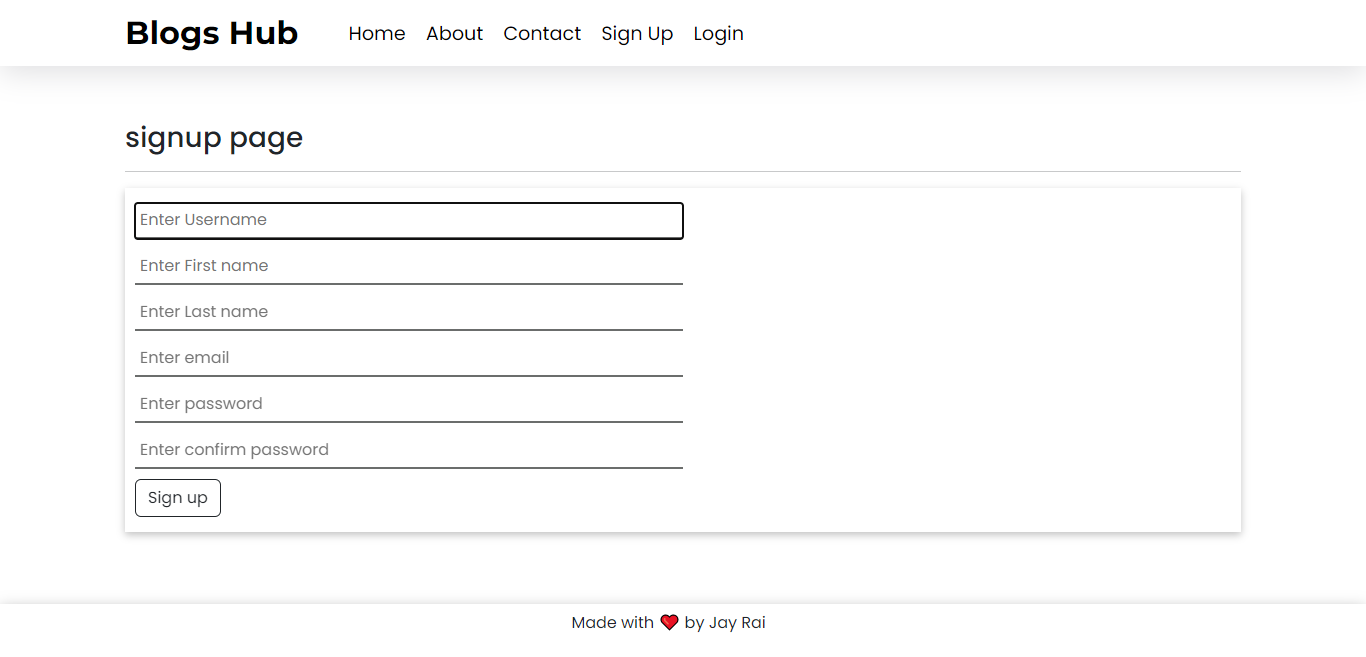 Blogs Hub Home About Contact Sign Up Login
signup page
Enter Username
Enter First name
Enter Last name
Enter email
Enter password
Enter confirm password
Sign up
Made with ❤️ by Jay Rai